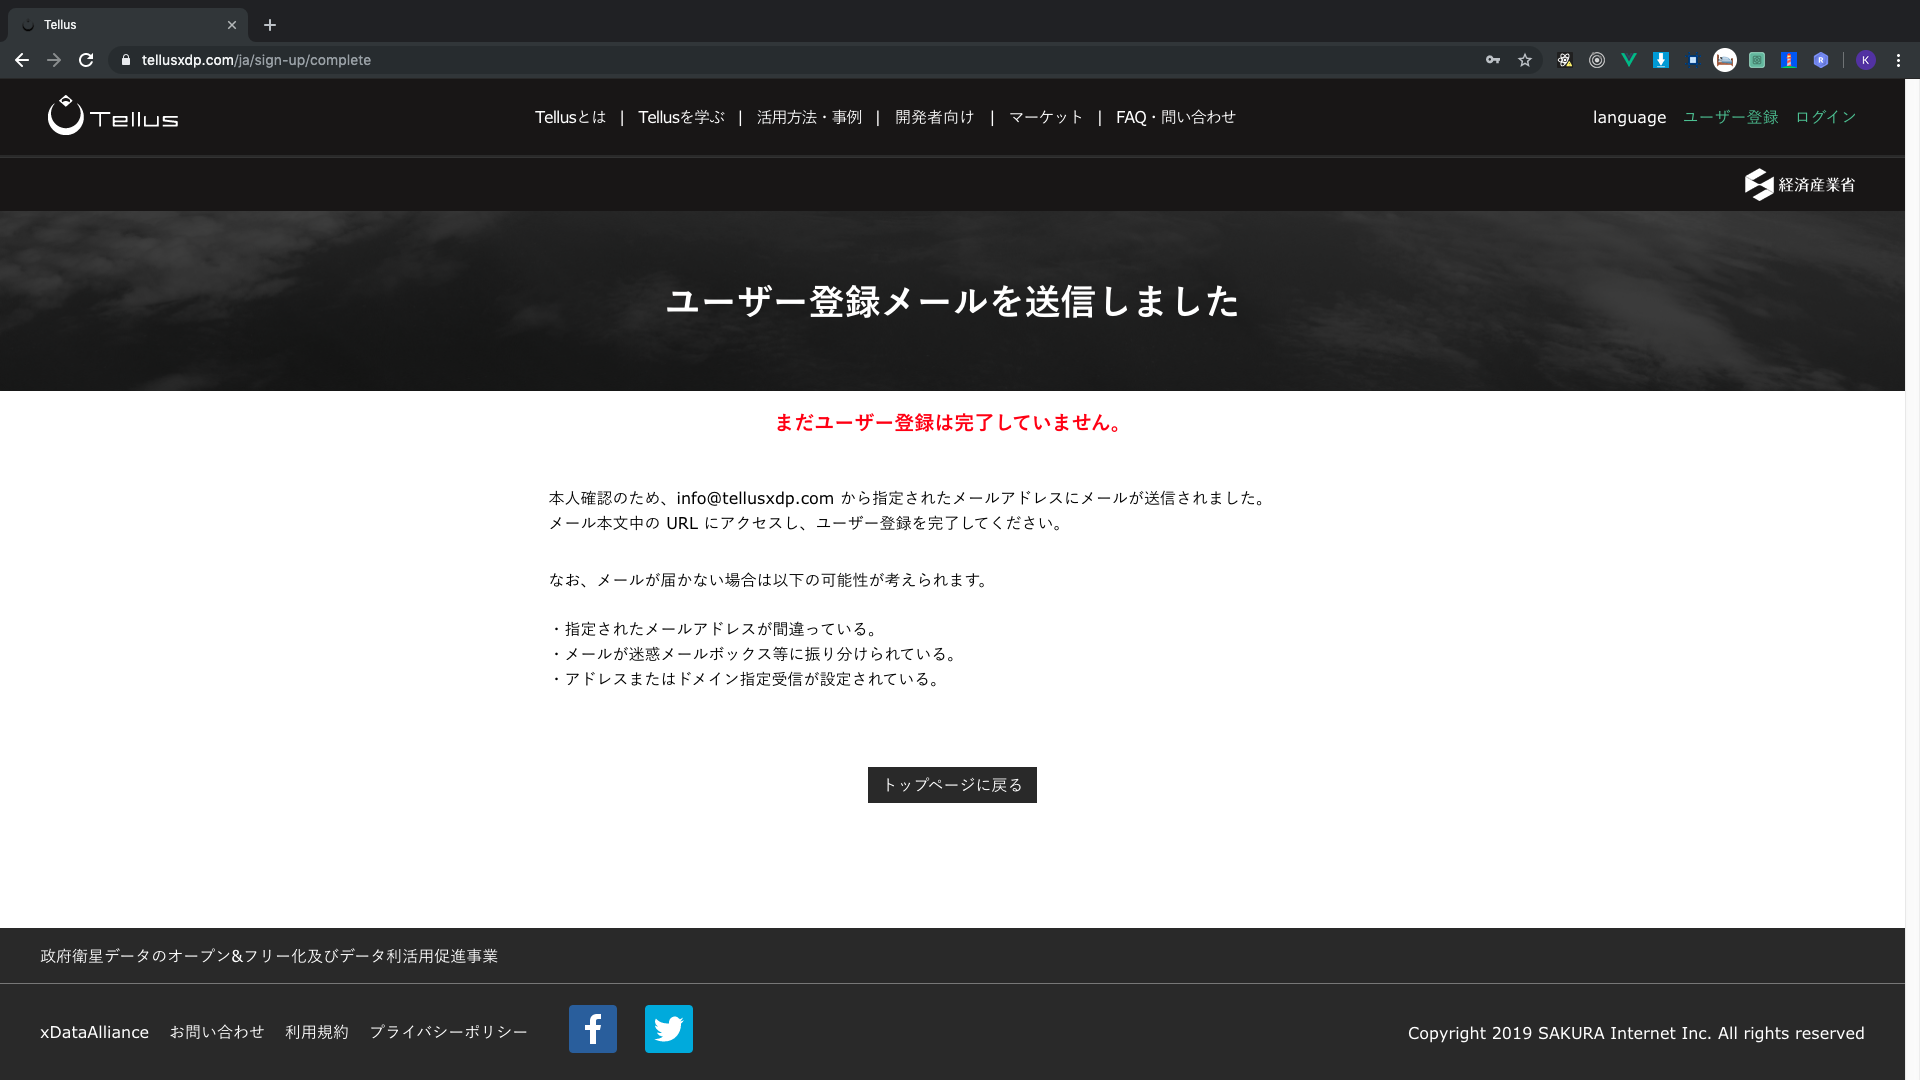 Tellus
tellusxdp.com/ja/sign-up/complete
K
Tellus
Tellusとは | Tellusを学ぶ | 活用方法・事例 | 開発者向け | マーケット | FAQ・問い合わせ
language ユーザー登録 ログイン
経済産業省
ユーザー登録メールを送信しました
まだユーザー登録は完了していません。
本人確認のため、info@tellusxdp.com から指定されたメールアドレスにメールが送信されました。
メール本文中の URL にアクセスし、ユーザー登録を完了してください。
なお、メールが届かない場合は以下の可能性が考えられます。
・指定されたメールアドレスが間違っている。
・メールが迷惑メールボックス等に振り分けられている。
・アドレスまたはドメイン指定受信が設定されている。
トップページに戻る
政府衛星データのオープン&フリー化及びデータ利活用促進事業
xDataAlliance お問い合わせ 利用規約 プライバシーポリシー
Copyright 2019 SAKURA Internet Inc. All rights reserved